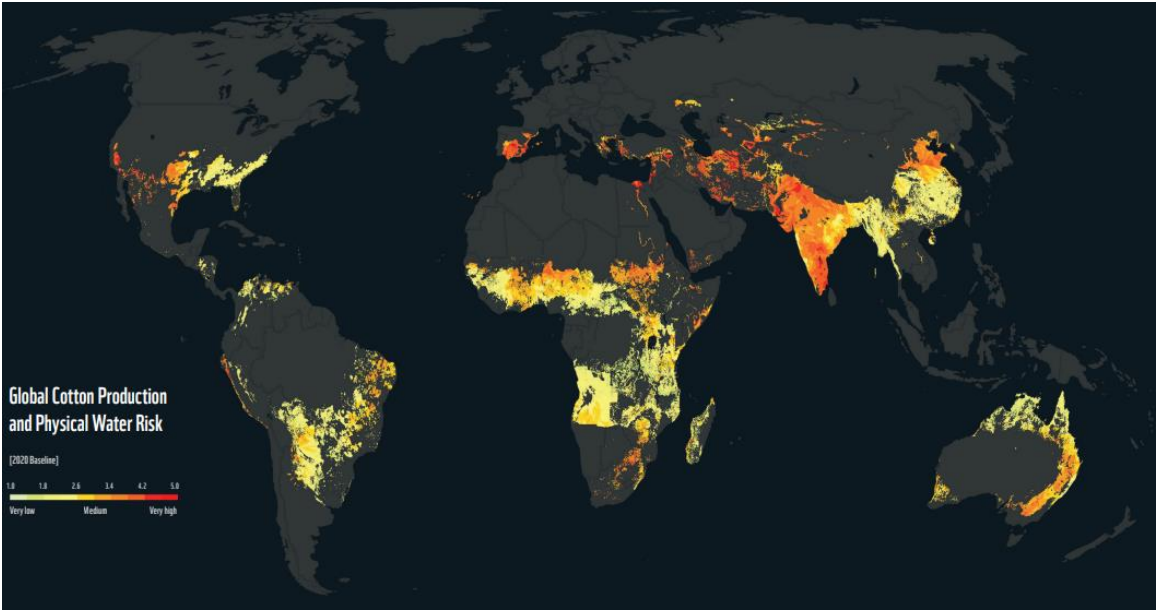 Global Cotton Production
and Physical Water Risk
[2020 Baseline]
1.0 1.8 2.6 3.4 4.2 5.0
Very low Medium Very high